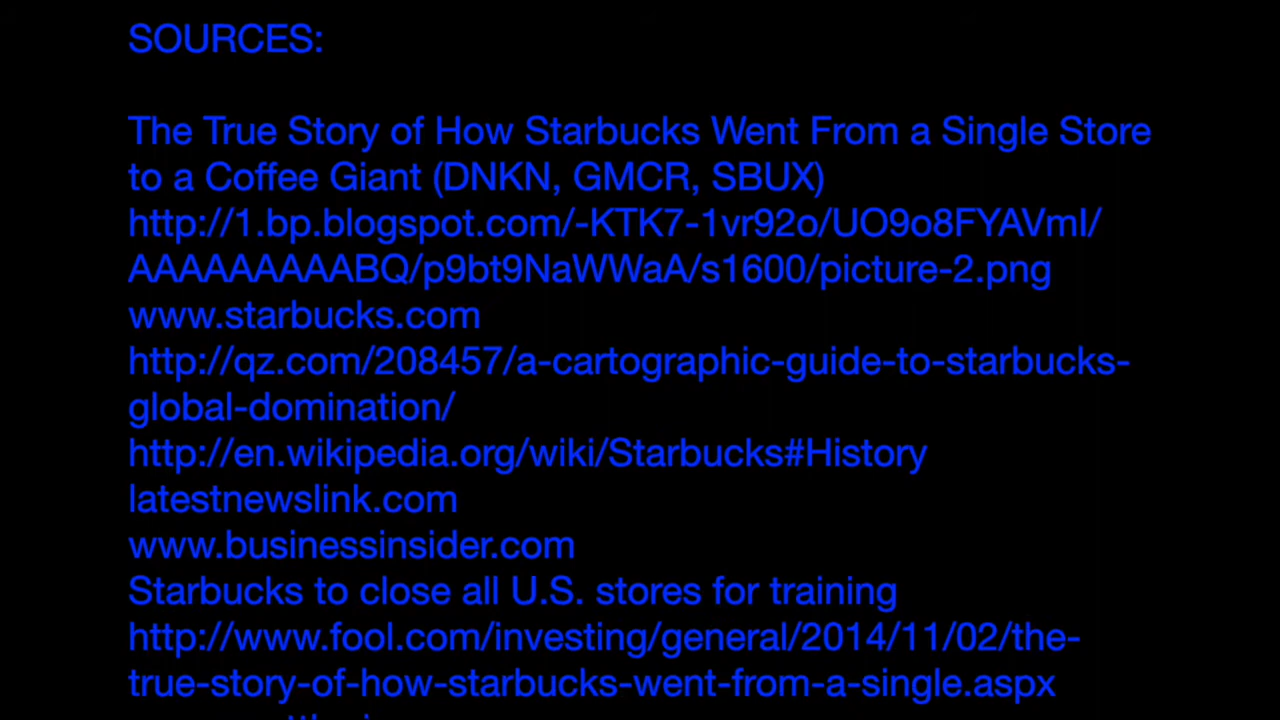 SOURCES:
The True Story of How Starbucks Went From a Single Store
to a Coffee Giant (DNKN, GMCR, SBUX)
http://1.bp.blogspot.com/-KTK7-1vr92o/UO9o8FYAVmI/
AAAAAAAAABQ/p9bt9NaWWaA/s1600/picture-2.png
www.starbucks.com
http://qz.com/208457/a-cartographic-guide-to-starbucks-
global-domination/
http://en.wikipedia.org/wiki/Starbucks#History
latestnewslink.com
www.businessinsider.com
Starbucks to close all U.S. stores for training
http://www.fool.com/investing/general/2014/11/02/the-
true-story-of-how-starbucks-went-from-a-single.aspx